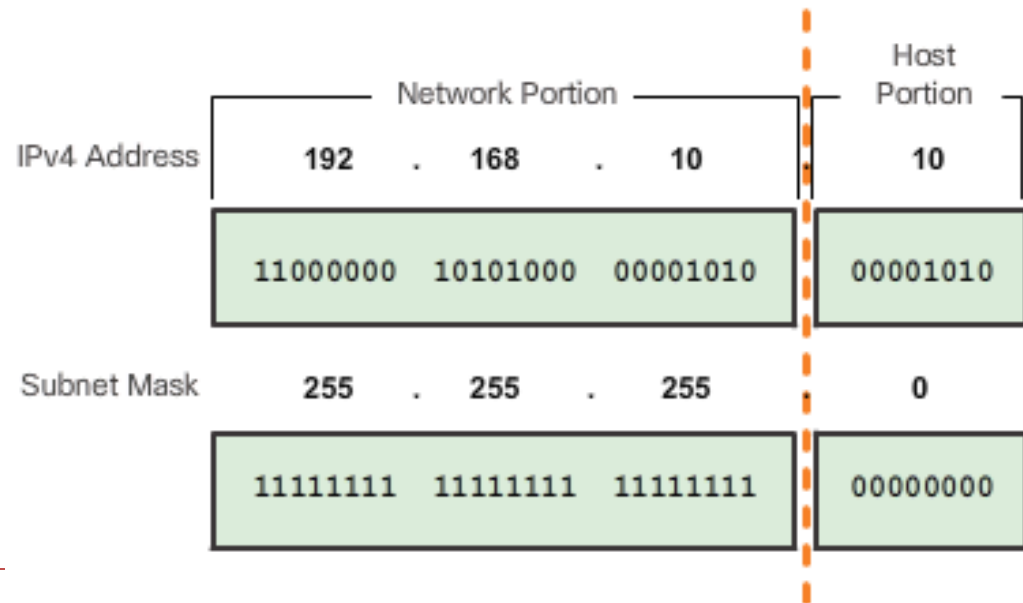 Host
Network Portion Portion
IPv4 Address 192 . 168 . 10 . 10
11000000 10101000 00001010 00001010
Subnet Mask 255 . 255 . 255 . 0
11111111 11111111 11111111 00000000